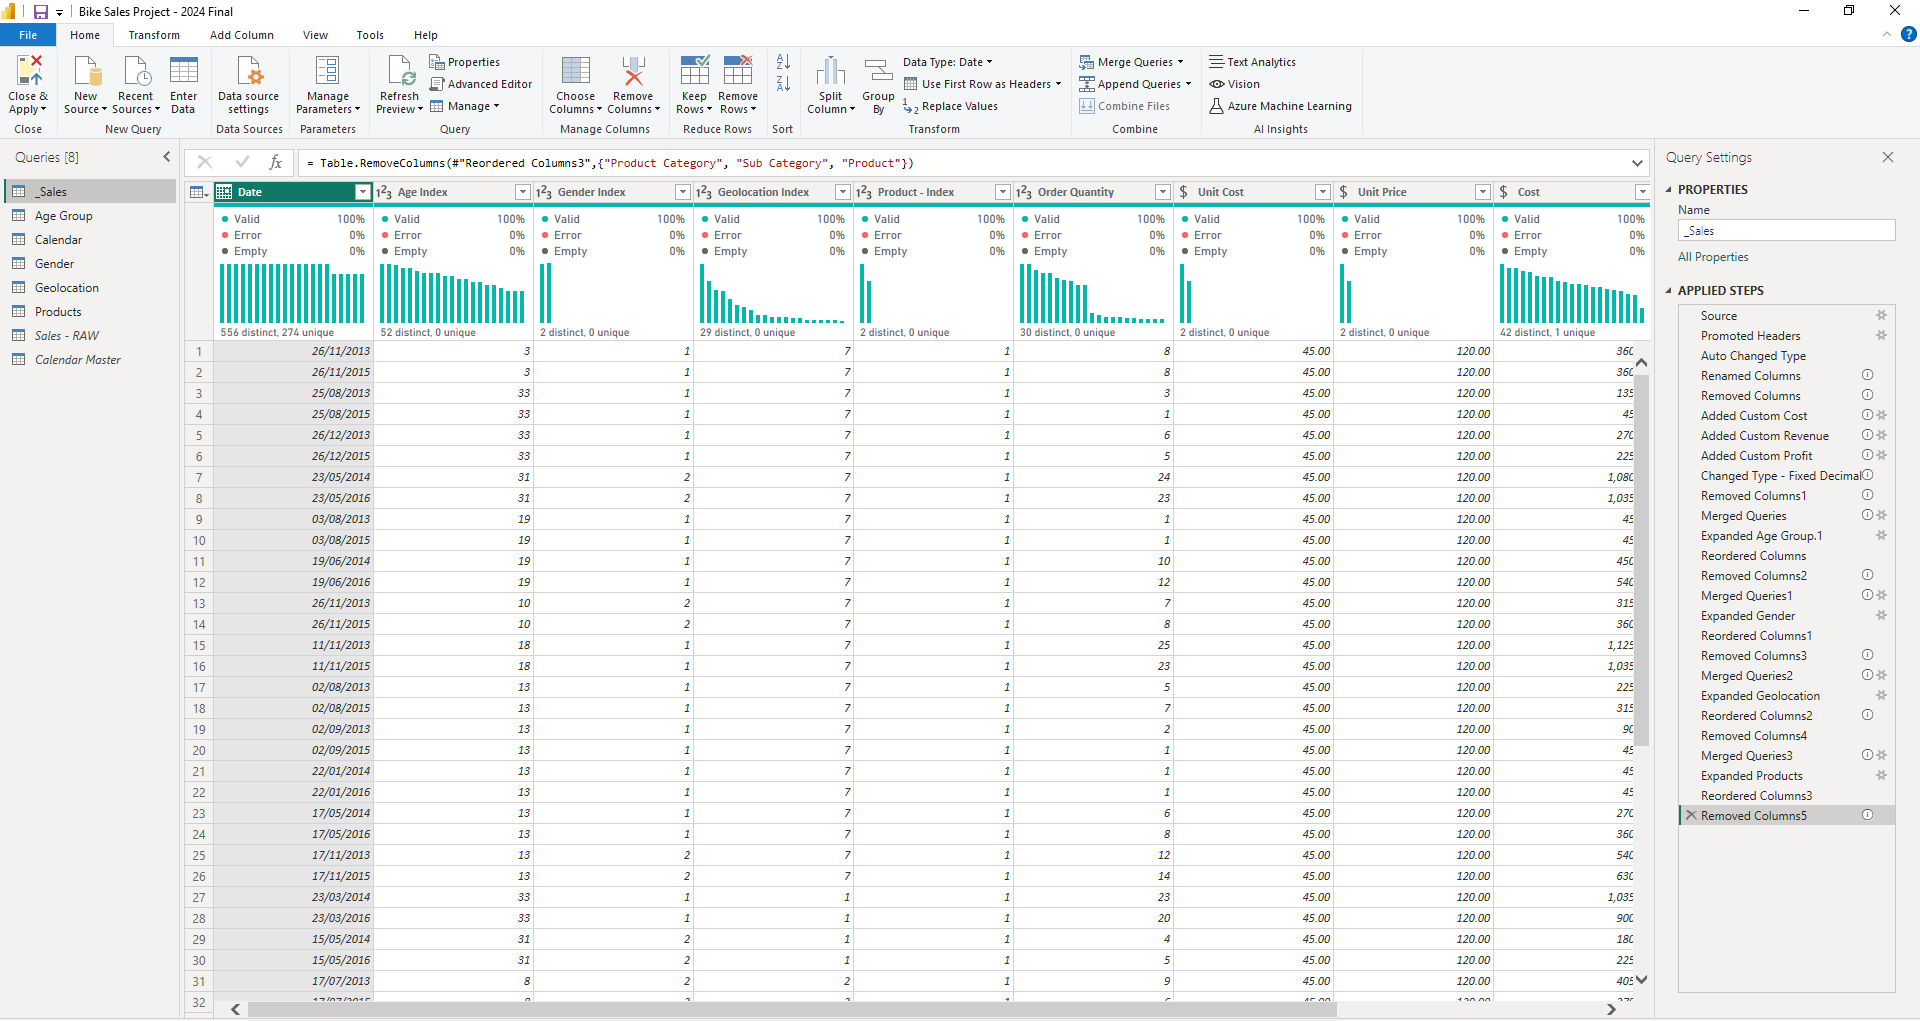 Bike Sales Project - 2024 Final
File Home Transform Add Column View Tools Help
Close & Apply
Close
New Source
Recent Sources
Enter Data
New Query
Data source settings
Data Sources
Manage Parameters
Parameters
Refresh Preview
Properties
Advanced Editor
Manage
Query
Choose Columns
Remove Columns
Manage Columns
Keep Rows
Remove Rows
Reduce Rows
Sort
Split Column
Group By
Data Type: Date
Use First Row as Headers
Replace Values
Transform
Merge Queries
Append Queries
Combine Files
Combine
Text Analytics
Vision
Azure Machine Learning
AI Insights
Queries [8]
_Sales
Age Group
Calendar
Gender
Geolocation
Products
Sales - RAW
Calendar Master
= Table.RemoveColumns(#"Reordered Columns3",{"Product Category", "Sub Category", "Product"})
Date Age Index Gender Index Geolocation Index Product - Index Order Quantity Unit Cost Unit Price Cost
Valid 100% Valid 100% Valid 100% Valid 100% Valid 100% Valid 100% Valid 100% Valid 100% Valid 100%
Error 0% Error 0% Error 0% Error 0% Error 0% Error 0% Error 0% Error 0% Error 0%
Empty 0% Empty 0% Empty 0% Empty 0% Empty 0% Empty 0% Empty 0% Empty 0% Empty 0%
556 distinct, 274 unique 52 distinct, 0 unique 2 distinct, 0 unique 29 distinct, 0 unique 2 distinct, 0 unique 30 distinct, 0 unique 2 distinct, 0 unique 2 distinct, 0 unique 42 distinct, 1 unique
1 26/11/2013 3 1 7 1 8 45.00 120.00 360
2 26/11/2015 3 1 7 1 8 45.00 120.00 360
3 25/08/2013 33 1 7 1 3 45.00 120.00 135
4 25/08/2015 33 1 7 1 1 45.00 120.00 45
5 26/12/2013 33 1 7 1 6 45.00 120.00 270
6 26/12/2015 33 1 7 1 5 45.00 120.00 225
7 23/05/2014 31 2 7 1 24 45.00 120.00 1,080
8 23/05/2016 31 2 7 1 23 45.00 120.00 1,035
9 03/08/2013 19 1 7 1 1 45.00 120.00 45
10 03/08/2015 19 1 7 1 1 45.00 120.00 45
11 19/06/2014 19 1 7 1 10 45.00 120.00 450
12 19/06/2016 19 1 7 1 12 45.00 120.00 540
13 26/11/2013 10 2 7 1 7 45.00 120.00 315
14 26/11/2015 10 2 7 1 8 45.00 120.00 360
15 11/11/2013 18 1 7 1 25 45.00 120.00 1,125
16 11/11/2015 18 1 7 1 23 45.00 120.00 1,035
17 02/08/2013 13 1 7 1 5 45.00 120.00 225
18 02/08/2015 13 1 7 1 7 45.00 120.00 315
19 02/09/2013 13 1 7 1 2 45.00 120.00 90
20 02/09/2015 13 1 7 1 1 45.00 120.00 45
21 22/01/2014 13 1 7 1 1 45.00 120.00 45
22 22/01/2016 13 1 7 1 1 45.00 120.00 45
23 17/05/2014 13 1 7 1 6 45.00 120.00 270
24 17/05/2016 13 1 7 1 8 45.00 120.00 360
25 17/11/2013 13 2 7 1 12 45.00 120.00 540
26 17/11/2015 13 2 7 1 14 45.00 120.00 630
27 23/03/2014 33 1 1 1 23 45.00 120.00 1,035
28 23/03/2016 33 1 1 1 20 45.00 120.00 900
29 15/05/2014 31 2 1 1 4 45.00 120.00 180
30 15/05/2016 31 2 1 1 5 45.00 120.00 225
31 17/07/2013 8 2 2 1 9 45.00 120.00 405
32
Query Settings
PROPERTIES
Name
_Sales
All Properties
APPLIED STEPS
Source
Promoted Headers
Auto Changed Type
Renamed Columns
Removed Columns
Added Custom Cost
Added Custom Revenue
Added Custom Profit
Changed Type - Fixed Decimal
Removed Columns1
Merged Queries
Expanded Age Group.1
Reordered Columns
Removed Columns2
Merged Queries1
Expanded Gender
Reordered Columns1
Removed Columns3
Merged Queries2
Expanded Geolocation
Reordered Columns2
Removed Columns4
Merged Queries3
Expanded Products
Reordered Columns3
Removed Columns5